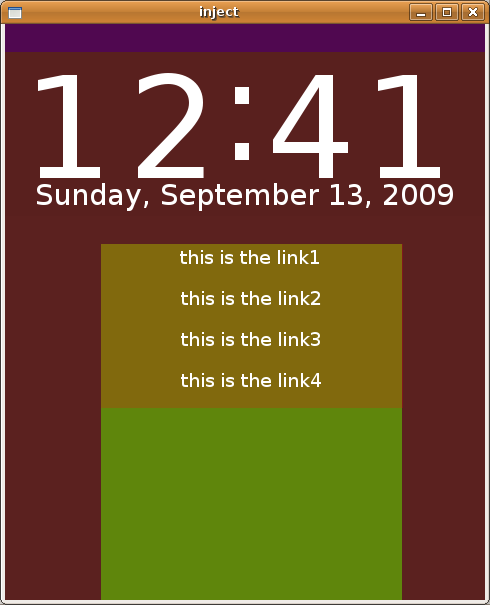 inject
12:41
Sunday, September 13, 2009
this is the link1
this is the link2
this is the link3
this is the link4